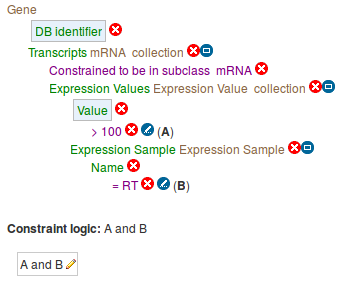 Gene
DB identifier
Transcripts mRNA collection
Constrained to be in subclass mRNA
Expression Values Expression Value collection
Value
> 100 (A)
Expression Sample Expression Sample
Name
= RT (B)
Constraint logic: A and B
A and B